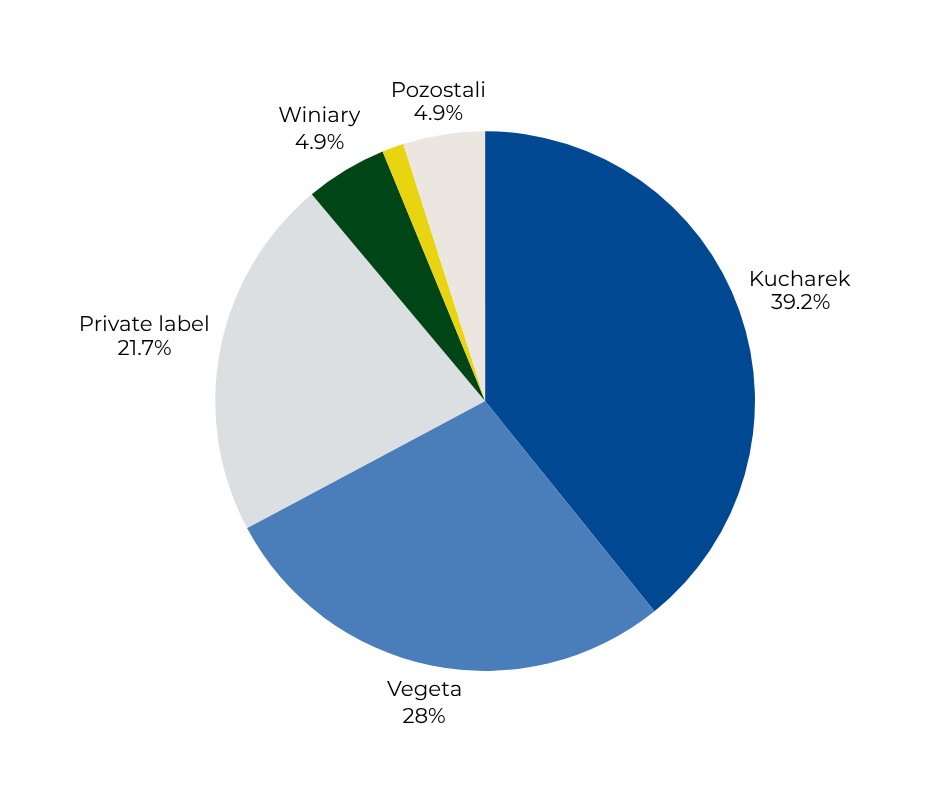 Pozostali
4.9%
Winiary
4.9%
Kucharek
39.2%
Private label
21.7%
Vegeta
28%